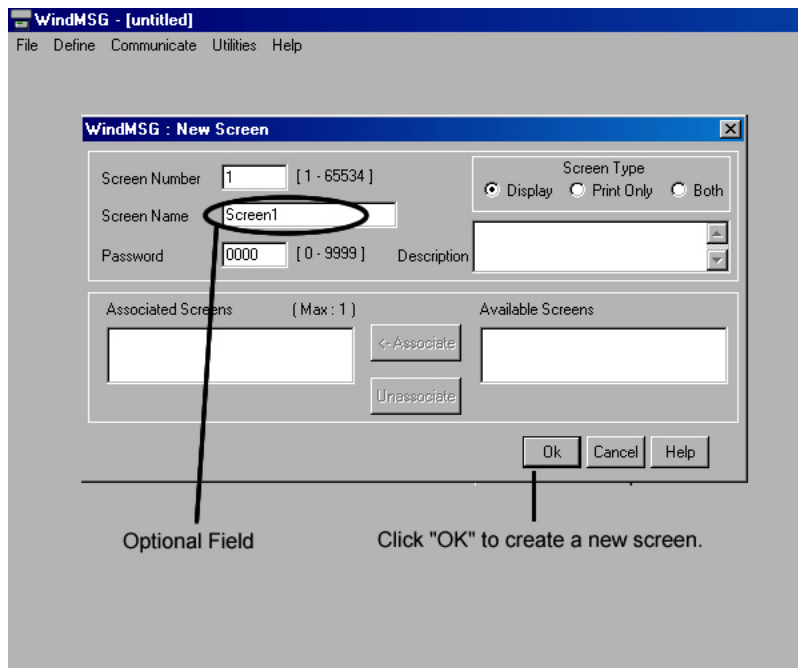 WindMSG - [untitled]
File Define Communicate Utilities Help
WindMSG : New Screen
Screen Number 1 [ 1 - 65534 ]
Screen Type
Display Print Only Both
Screen Name Screen1
Password 0000 [ 0 - 9999 ] Description
Associated Screens ( Max : 1 ) Available Screens
<- Associate
Unassociate
Ok Cancel Help
Optional Field Click "OK" to create a new screen.